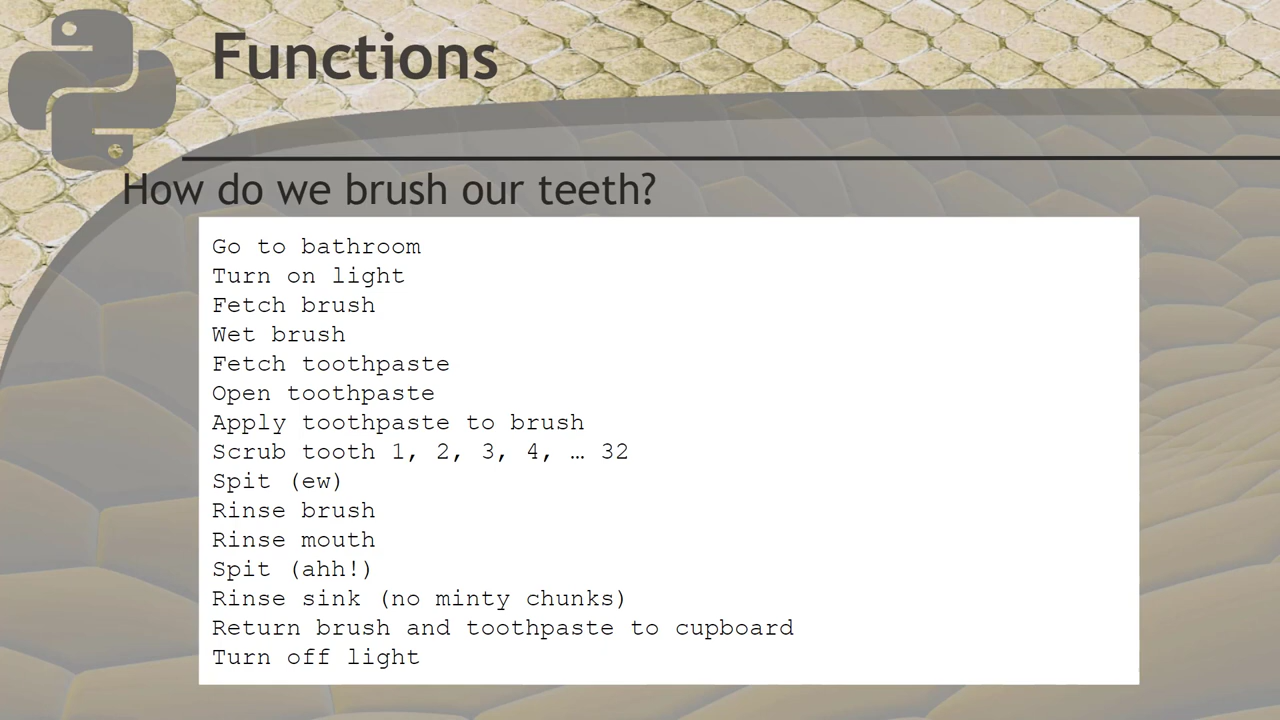 Functions
How do we brush our teeth?
Go to bathroom
Turn on light
Fetch brush
Wet brush
Fetch toothpaste
Open toothpaste
Apply toothpaste to brush
Scrub tooth 1, 2, 3, 4, … 32
Spit (ew)
Rinse brush
Rinse mouth
Spit (ahh!)
Rinse sink (no minty chunks)
Return brush and toothpaste to cupboard
Turn off light